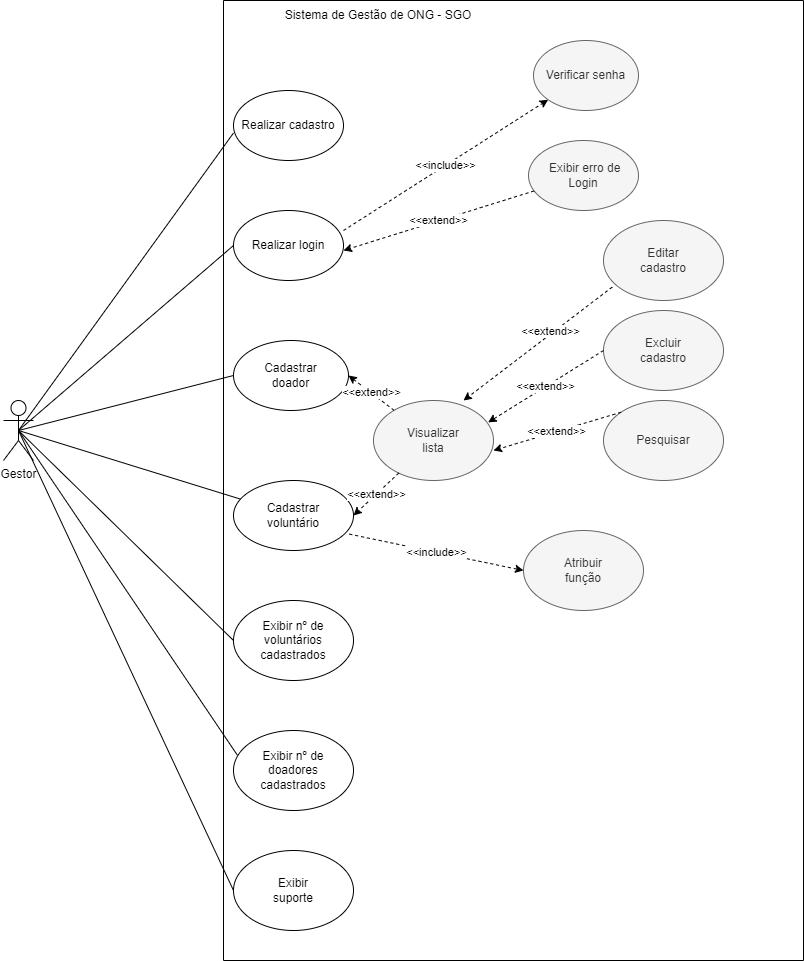 Sistema de Gestão de ONG - SGO
Verificar senha
Realizar cadastro
<<include>>
Exibir erro de
Login
<<extend>>
Realizar login
Editar
cadastro
<<extend>>
Excluir
cadastro
Cadastrar
doador
<<extend>>
<<extend>>
Visualizar
lista
<<extend>>
Pesquisar
Gestor
<<extend>>
Cadastrar
voluntário
<<include>>
Atribuir
função
Exibir nº de
voluntários
cadastrados
Exibir nº de
doadores
cadastrados
Exibir
suporte